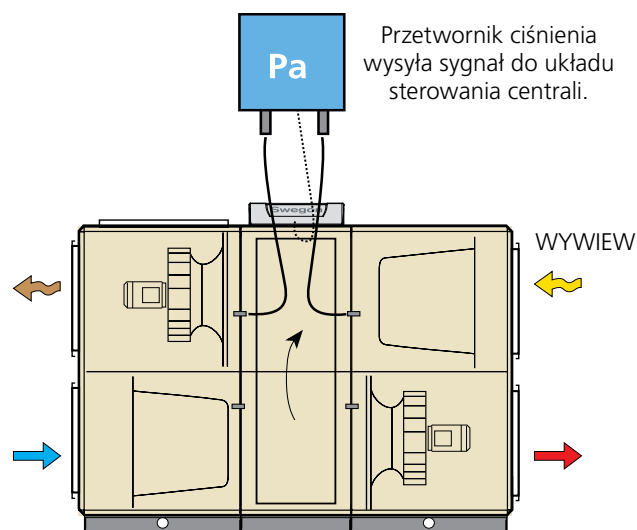 Pa
Przetwornik ciśnienia
wysyła sygnał do układu
sterowania centrali.
Swegon
WYWIEW